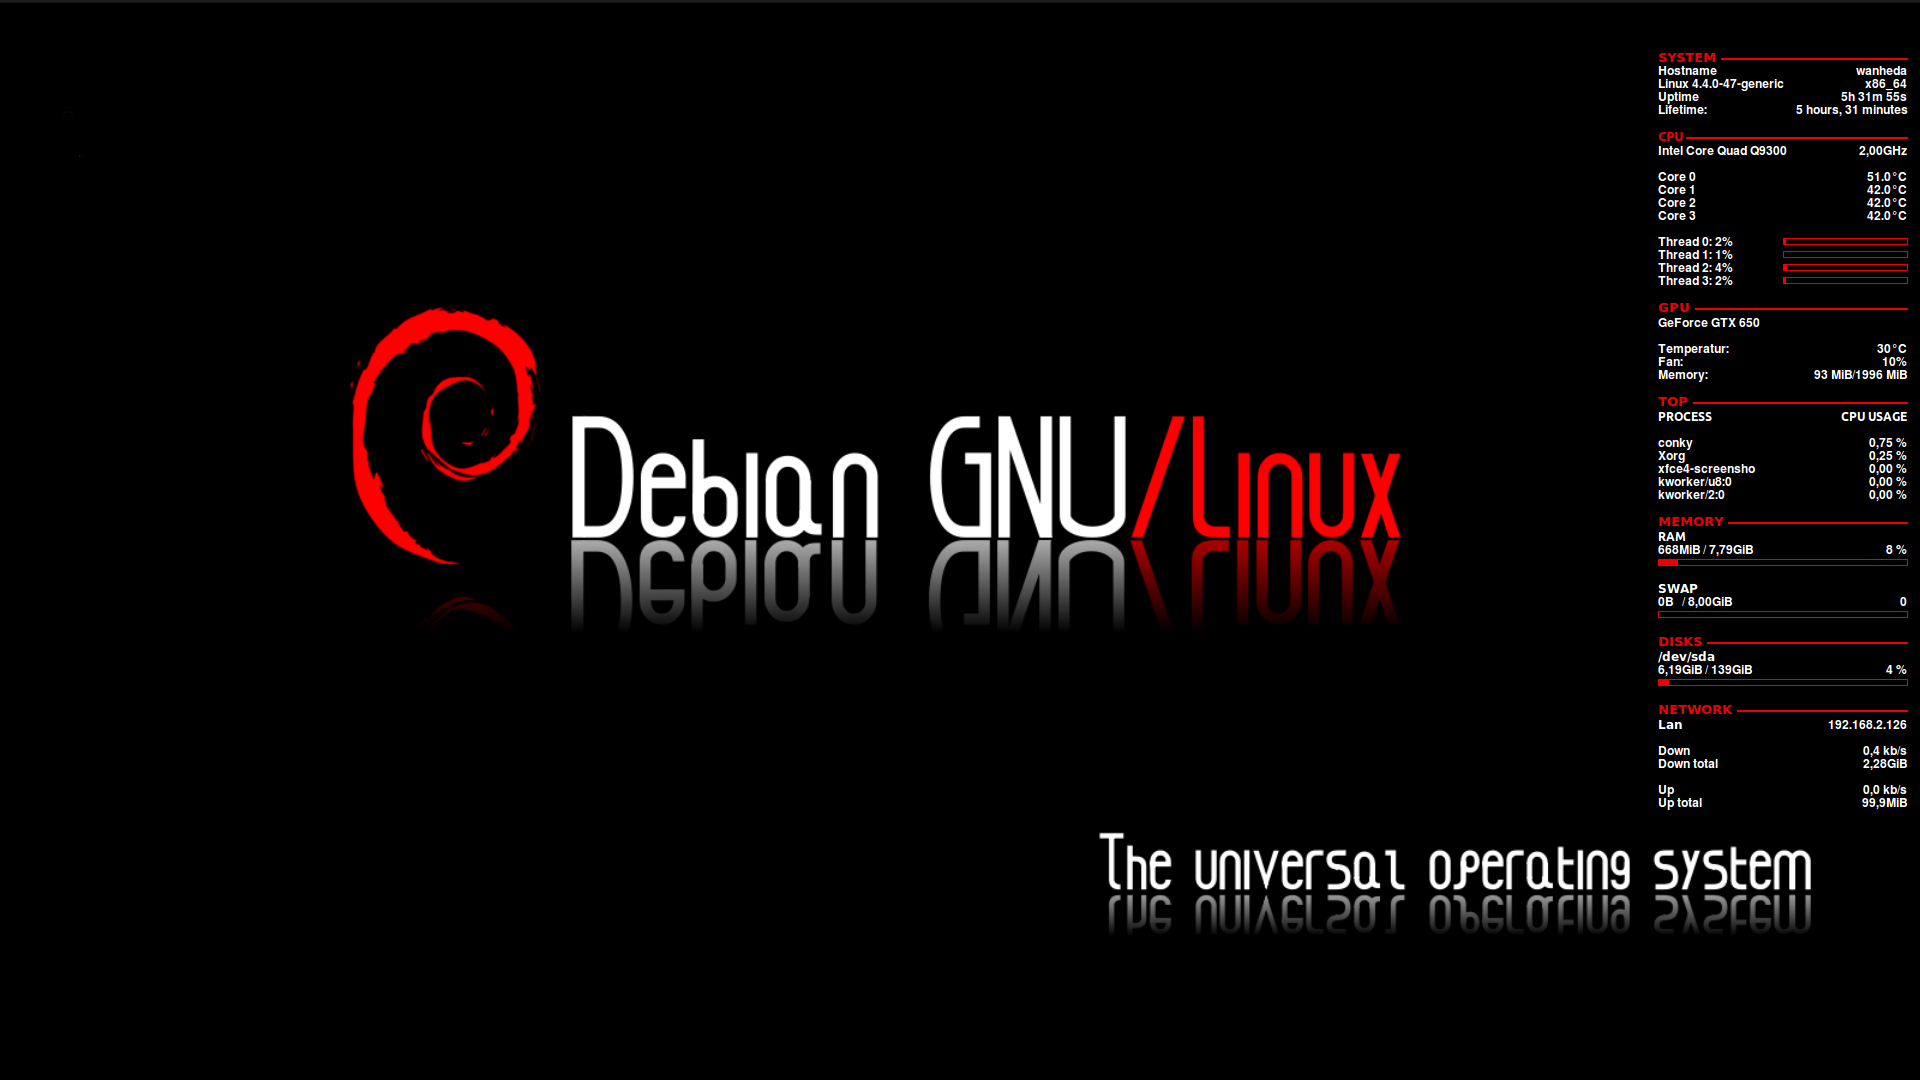 SYSTEM
Hostname wanheda
Linux 4.4.0-47-generic x86_64
Uptime 5h 31m 55s
Lifetime: 5 hours, 31 minutes
CPU
Intel Core Quad Q9300 2,00GHz
Core 0 51.0°C
Core 1 42.0°C
Core 2 42.0°C
Core 3 42.0°C
Thread 0: 2%
Thread 1: 1%
Thread 2: 4%
Thread 3: 2%
GPU
GeForce GTX 650
Temperatur: 30°C
Fan: 10%
Memory: 93 MiB/1996 MiB
TOP
PROCESS CPU USAGE
conky 0,75 %
Xorg 0,25 %
xfce4-screensho 0,00 %
kworker/u8:0 0,00 %
kworker/2:0 0,00 %
MEMORY
RAM
668MiB / 7,79GiB 8 %
SWAP
0B / 8,00GiB 0
DISKS
/dev/sda
6,19GiB / 139GiB 4 %
NETWORK
Lan 192.168.2.126
Down 0,4 kb/s
Down total 2,28GiB
Up 0,0 kb/s
Up total 99,9MiB
Debian GNU/Linux
The universal operating system